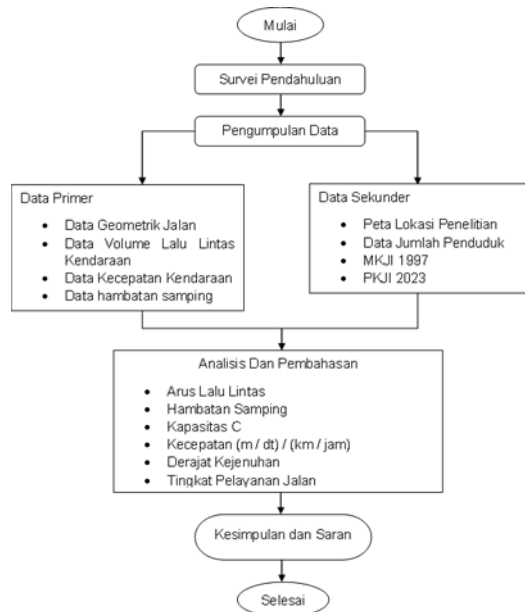 Mulai
Survei Pendahuluan
Pengumpulan Data
Data Primer
• Data Geometrik Jalan
• Data Volume Lalu Lintas
Kendaraan
• Data Kecepatan Kendaraan
• Data hambatan samping
Data Sekunder
• Peta Lokasi Penelitian
• Data Jumlah Penduduk
• MKJI 1997
• PKJI 2023
Analisis Dan Pembahasan
• Arus Lalu Lintas
• Hambatan Samping
• Kapasitas C
• Kecepatan (m / dt) / (km / jam)
• Derajat Kejenuhan
• Tingkat Pelayanan Jalan
Kesimpulan dan Saran
Selesai